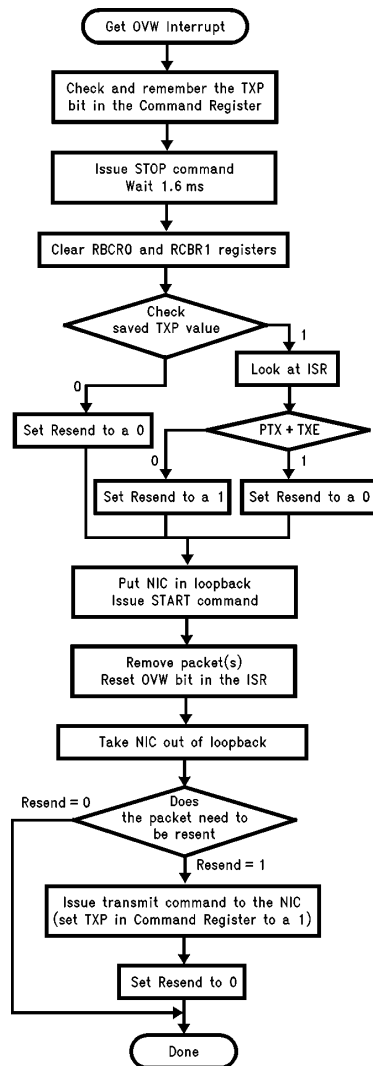 Get OVW Interrupt
Check and remember the TXP
bit in the Command Register
Issue STOP command
Wait 1.6 ms
Clear RBCR0 and RCBR1 registers
Check
saved TXP value
1
0
Look at ISR
Set Resend to a 0
PTX + TXE
0
1
Set Resend to a 1
Set Resend to a 0
Put NIC in loopback
Issue START command
Remove packet(s)
Reset OVW bit in the ISR
Take NIC out of loopback
Resend = 0
Does
the packet need to
be resent
Resend = 1
Issue transmit command to the NIC
(set TXP in Command Register to a 1)
Set Resend to 0
Done